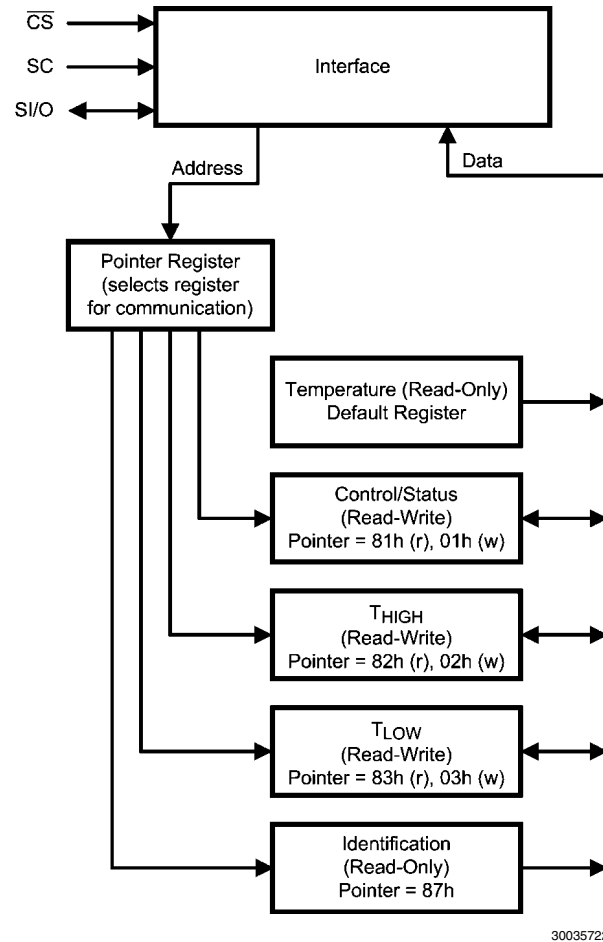 CS
SC
SI/O
Interface
Address
Data
Pointer Register
(selects register
for communication)
Temperature (Read-Only)
Default Register
Control/Status
(Read-Write)
Pointer = 81h (r), 01h (w)
THIGH
(Read-Write)
Pointer = 82h (r), 02h (w)
TLOW
(Read-Write)
Pointer = 83h (r), 03h (w)
Identification
(Read-Only)
Pointer = 87h